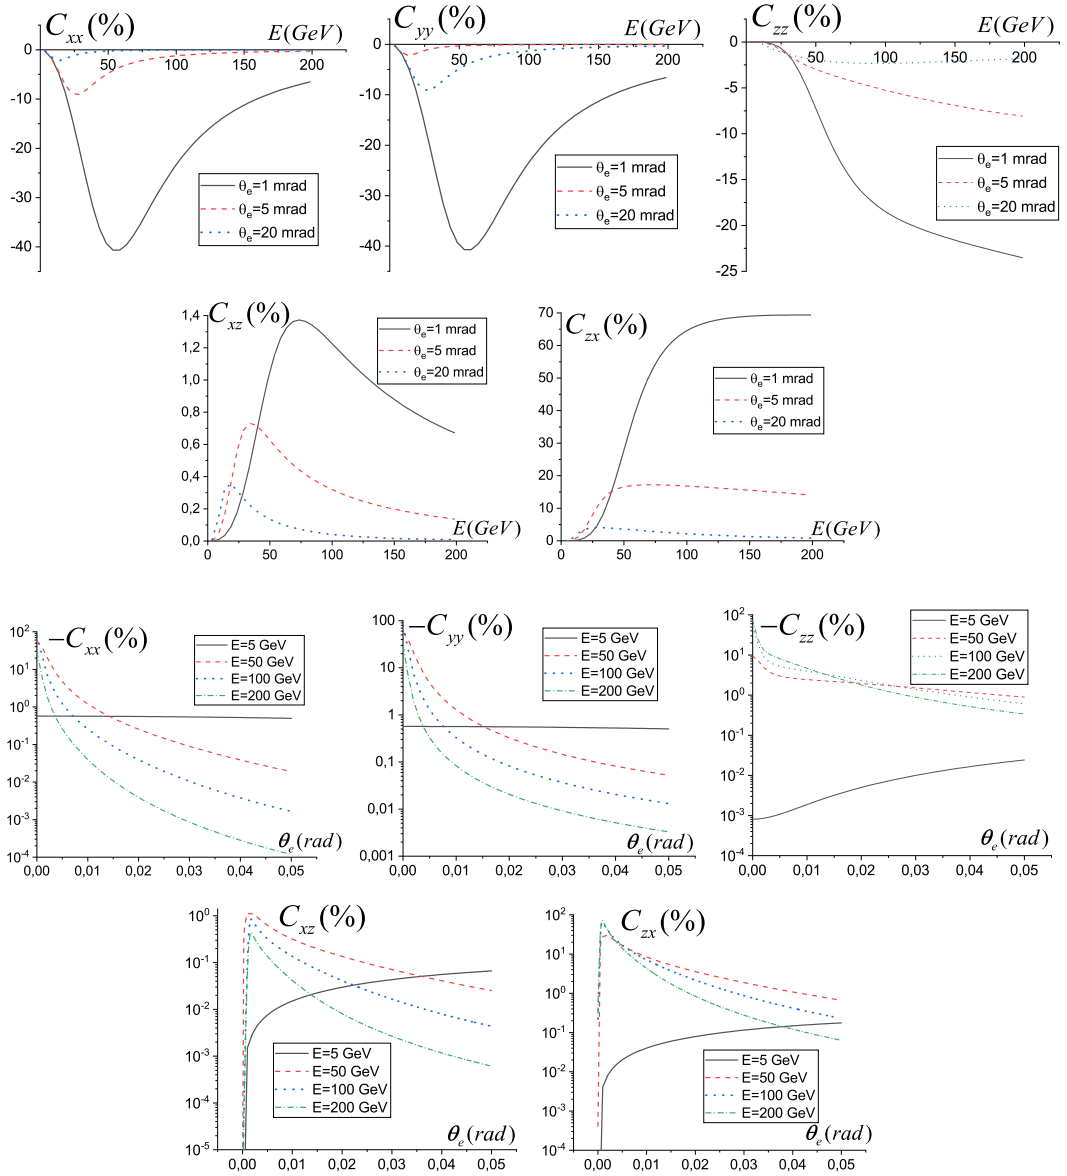 C_xx (%)
E(GeV)
0 50 100 150 200
0
-10
-20
-30
-40
θ_e=1 mrad
θ_e=5 mrad
θ_e=20 mrad
C_yy (%)
E(GeV)
0 50 100 150 200
0
-10
-20
-30
-40
θ_e=1 mrad
θ_e=5 mrad
θ_e=20 mrad
C_zz (%)
E(GeV)
0 50 100 150 200
0
-5
-10
-15
-20
-25
θ_e=1 mrad
θ_e=5 mrad
θ_e=20 mrad
C_xz (%)
1,4
1,2
1,0
0,8
0,6
0,4
0,2
0,0
θ_e=1 mrad
θ_e=5 mrad
θ_e=20 mrad
E(GeV)
0 50 100 150 200
C_zx (%)
70
60
50
40
30
20
10
0
θ_e=1 mrad
θ_e=5 mrad
θ_e=20 mrad
E(GeV)
0 50 100 150 200
−C_xx (%)
10^2
10^1
10^0
10^-1
10^-2
10^-3
10^-4
E=5 GeV
E=50 GeV
E=100 GeV
E=200 GeV
θ_e (rad)
0,00 0,01 0,02 0,03 0,04 0,05
−C_yy (%)
100
10
1
0,1
0,01
0,001
E=5 GeV
E=50 GeV
E=100 GeV
E=200 GeV
θ_e (rad)
0,00 0,01 0,02 0,03 0,04 0,05
−C_zz (%)
10^2
10^1
10^0
10^-1
10^-2
10^-3
10^-4
E=5 GeV
E=50 GeV
E=100 GeV
E=200 GeV
θ_e (rad)
0,00 0,01 0,02 0,03 0,04 0,05
C_xz (%)
10^0
10^-1
10^-2
10^-3
10^-4
10^-5
E=5 GeV
E=50 GeV
E=100 GeV
E=200 GeV
θ_e (rad)
0,00 0,01 0,02 0,03 0,04 0,05
C_zx (%)
10^2
10^1
10^0
10^-1
10^-2
10^-3
10^-4
E=5 GeV
E=50 GeV
E=100 GeV
E=200 GeV
θ_e (rad)
0,00 0,01 0,02 0,03 0,04 0,05